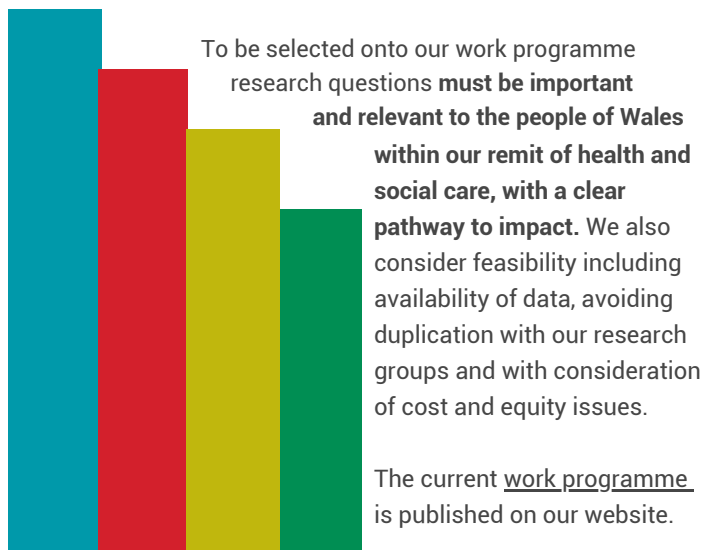 To be selected onto our work programme
research questions must be important
and relevant to the people of Wales
within our remit of health and
social care, with a clear
pathway to impact. We also
consider feasibility including
availability of data, avoiding
duplication with our research
groups and with consideration
of cost and equity issues.
The current work programme
is published on our website.